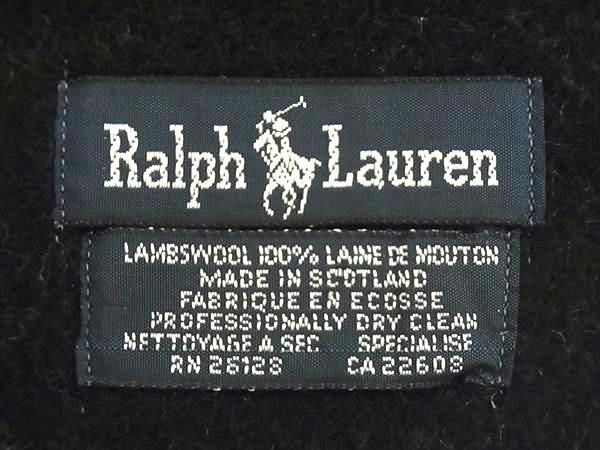 Ralph Lauren
LAMBSWOOL 100% LAINE DE MOUTON
MADE IN SCOTLAND
FABRIQUE EN ECOSSE
PROFESSIONALLY DRY CLEAN
NETTOYAGE A SEC SPECIALISE
RN 26128 CA 22608